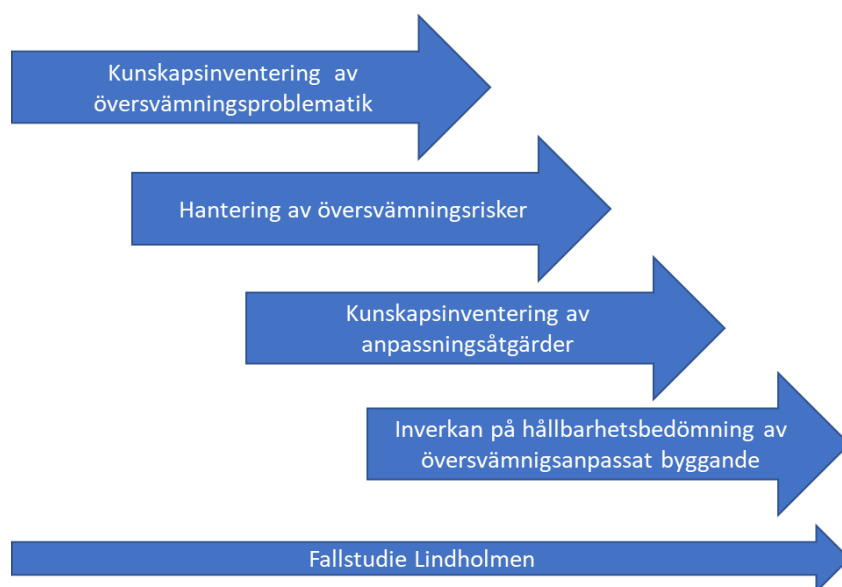 Kunskapsinventering av
översvämningsproblematik
Hantering av översvämningsrisker
Kunskapsinventering av
anpassningsåtgärder
Inverkan på hållbarhetsbedömning av
översvämnigsanpassat byggande
Fallstudie Lindholmen